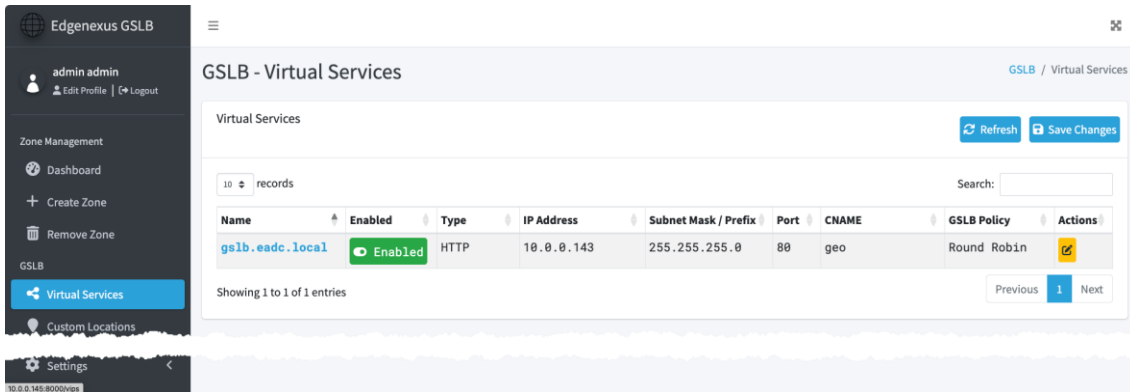 Edgenexus GSLB
admin admin
Edit Profile | Logout
Zone Management
Dashboard
Create Zone
Remove Zone
GSLB
Virtual Services
Custom Locations
Settings
10.0.0.145:8000/vips
GSLB - Virtual Services
GSLB / Virtual Services
Virtual Services
Refresh Save Changes
10 records
Search:
Name Enabled Type IP Address Subnet Mask / Prefix Port CNAME GSLB Policy Actions
gslb.eadc.local Enabled HTTP 10.0.0.143 255.255.255.0 80 geo Round Robin
Showing 1 to 1 of 1 entries
Previous 1 Next